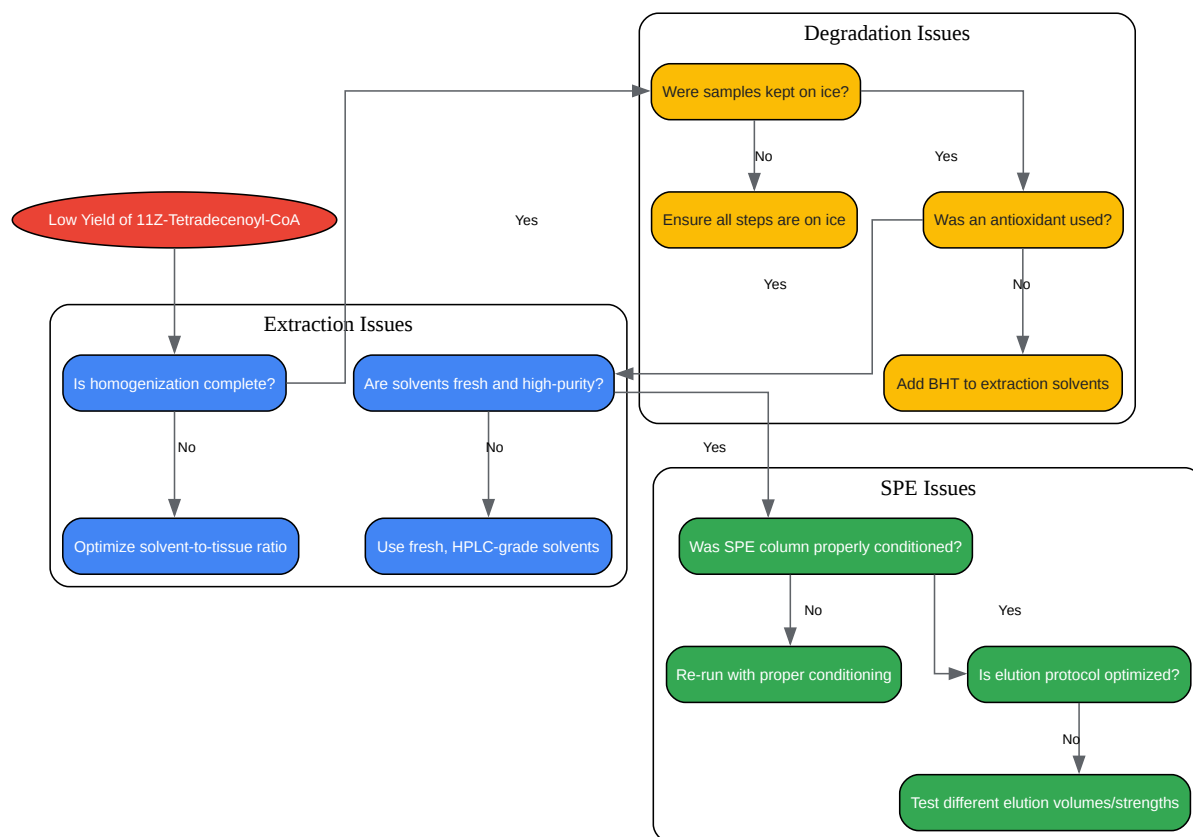 Degradation Issues
Were samples kept on ice?
No
Yes
Low Yield of 11Z-Tetradecenoyl-CoA
Yes
Ensure all steps are on ice
Was an antioxidant used?
Yes
No
Extraction Issues
Is homogenization complete?
Are solvents fresh and high-purity?
Add BHT to extraction solvents
No
No
Yes
SPE Issues
Optimize solvent-to-tissue ratio
Use fresh, HPLC-grade solvents
Was SPE column properly conditioned?
No
Yes
Re-run with proper conditioning
Is elution protocol optimized?
No
Test different elution volumes/strengths